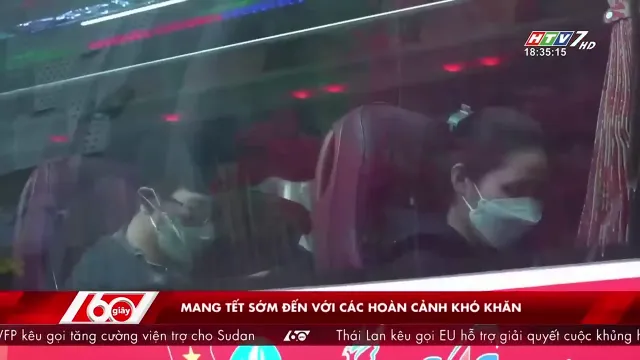 HTV7 HD
18:35:15
60 giây
MANG TẾT SỚM ĐẾN VỚI CÁC HOÀN CẢNH KHÓ KHĂN
VFP kêu gọi tăng cường viện trợ cho Sudan 60 Thái Lan kêu gọi EU hỗ trợ giải quyết cuộc khủng h